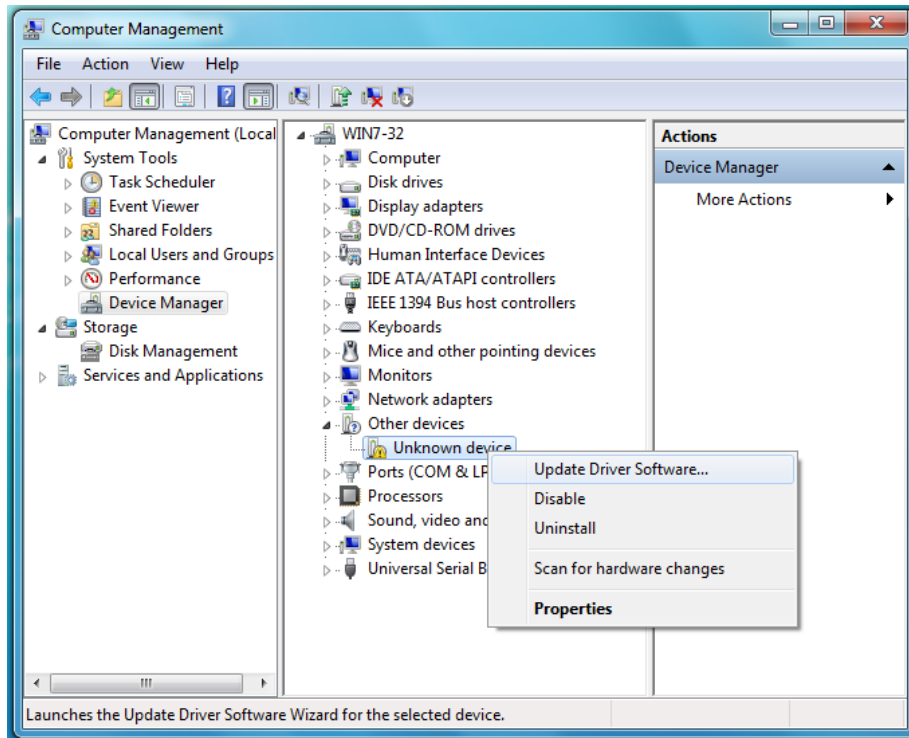 Computer Management
File Action View Help
Computer Management (Local
System Tools
Task Scheduler
Event Viewer
Shared Folders
Local Users and Groups
Performance
Device Manager
Storage
Disk Management
Services and Applications
WIN7-32
Computer
Disk drives
Display adapters
DVD/CD-ROM drives
Human Interface Devices
IDE ATA/ATAPI controllers
IEEE 1394 Bus host controllers
Keyboards
Mice and other pointing devices
Monitors
Network adapters
Other devices
Unknown device
Ports (COM & LP
Processors
Sound, video and
System devices
Universal Serial B
Update Driver Software...
Disable
Uninstall
Scan for hardware changes
Properties
Actions
Device Manager
More Actions
Launches the Update Driver Software Wizard for the selected device.